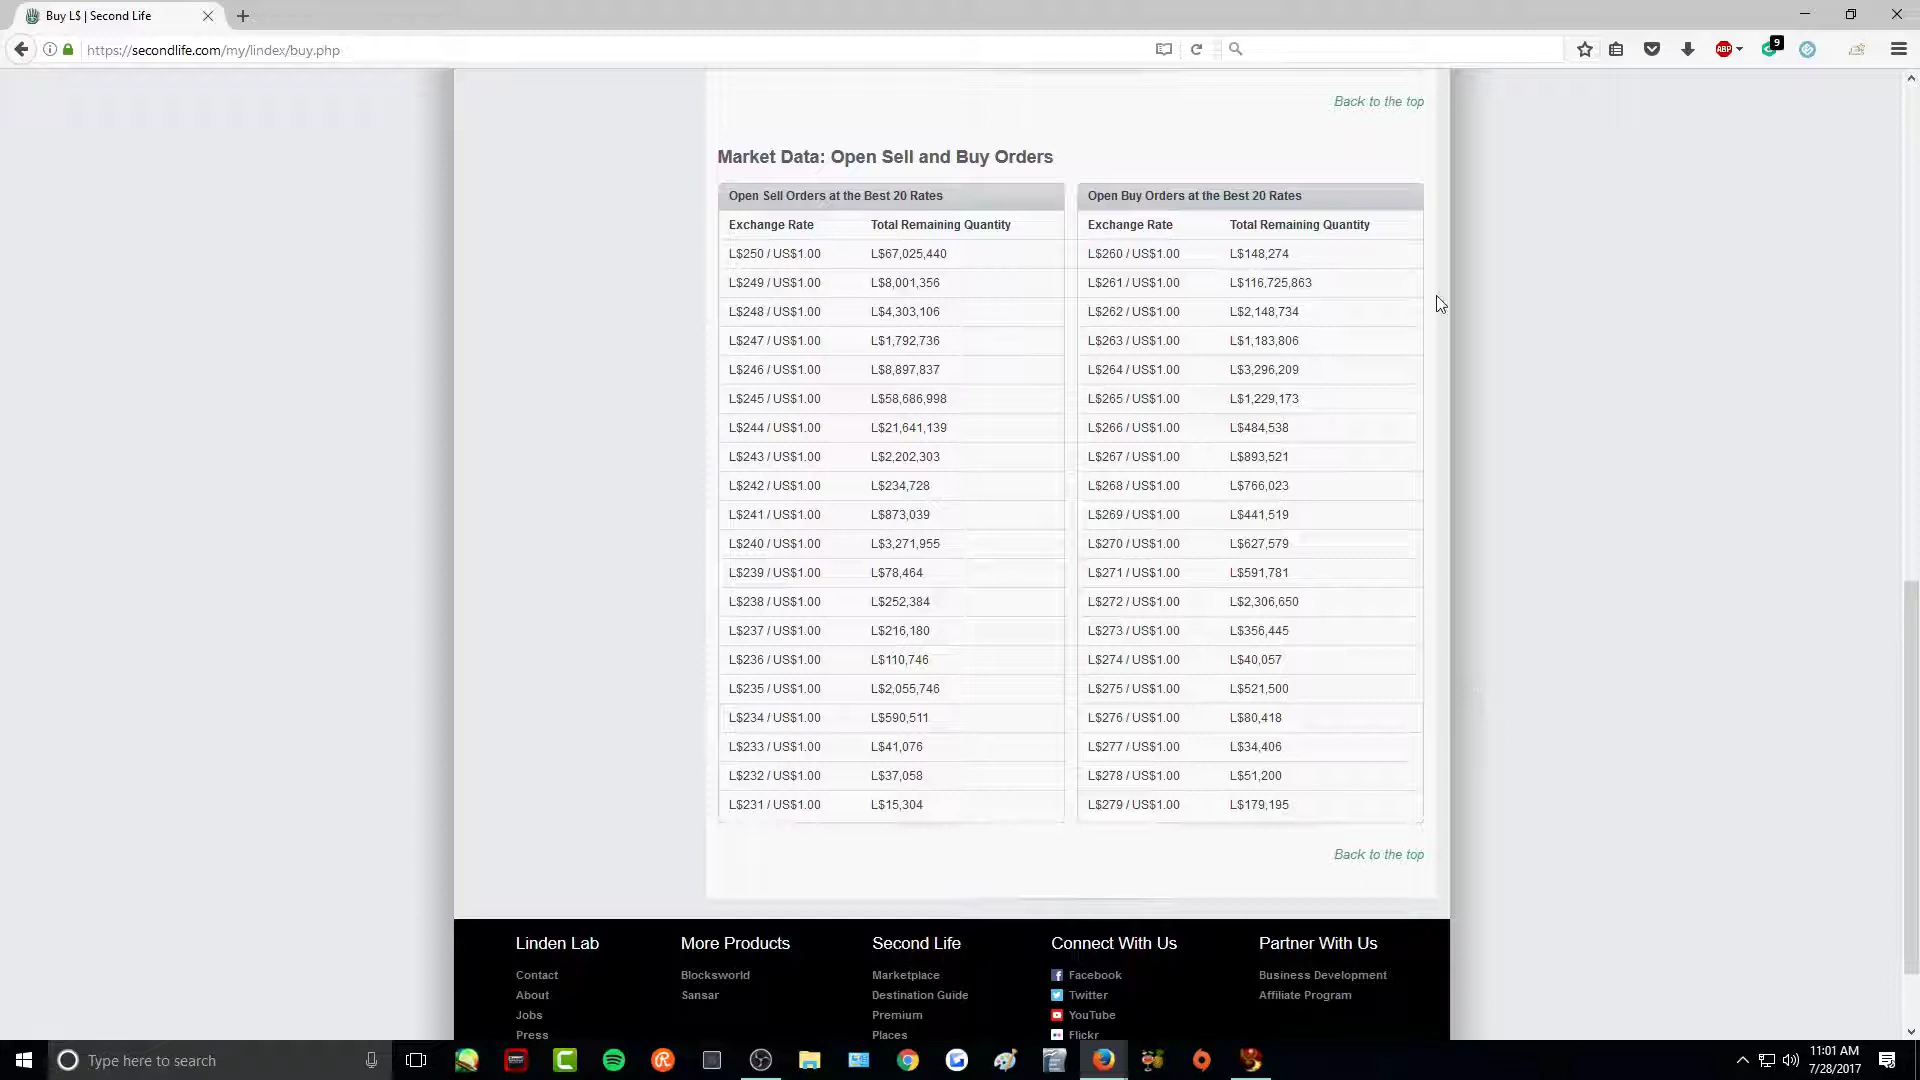 Buy L$ | Second Life
https://secondlife.com/my/lindex/buy.php
ABP
9
Back to the top
Market Data: Open Sell and Buy Orders
Open Sell Orders at the Best 20 Rates
Exchange Rate Total Remaining Quantity
L$250 / US$1.00 L$67,025,440
L$249 / US$1.00 L$8,001,356
L$248 / US$1.00 L$4,303,106
L$247 / US$1.00 L$1,792,736
L$246 / US$1.00 L$8,897,837
L$245 / US$1.00 L$58,686,998
L$244 / US$1.00 L$21,641,139
L$243 / US$1.00 L$2,202,303
L$242 / US$1.00 L$234,728
L$241 / US$1.00 L$873,039
L$240 / US$1.00 L$3,271,955
L$239 / US$1.00 L$78,464
L$238 / US$1.00 L$252,384
L$237 / US$1.00 L$216,180
L$236 / US$1.00 L$110,746
L$235 / US$1.00 L$2,055,746
L$234 / US$1.00 L$590,511
L$233 / US$1.00 L$41,076
L$232 / US$1.00 L$37,058
L$231 / US$1.00 L$15,304
Open Buy Orders at the Best 20 Rates
Exchange Rate Total Remaining Quantity
L$260 / US$1.00 L$148,274
L$261 / US$1.00 L$116,725,863
L$262 / US$1.00 L$2,148,734
L$263 / US$1.00 L$1,183,806
L$264 / US$1.00 L$3,296,209
L$265 / US$1.00 L$1,229,173
L$266 / US$1.00 L$484,538
L$267 / US$1.00 L$893,521
L$268 / US$1.00 L$766,023
L$269 / US$1.00 L$441,519
L$270 / US$1.00 L$627,579
L$271 / US$1.00 L$591,781
L$272 / US$1.00 L$2,306,650
L$273 / US$1.00 L$356,445
L$274 / US$1.00 L$40,057
L$275 / US$1.00 L$521,500
L$276 / US$1.00 L$80,418
L$277 / US$1.00 L$34,406
L$278 / US$1.00 L$51,200
L$279 / US$1.00 L$179,195
Back to the top
Linden Lab
Contact
About
Jobs
Press
More Products
Blocksworld
Sansar
Second Life
Marketplace
Destination Guide
Premium
Places
Connect With Us
Facebook
Twitter
YouTube
Flickr
Partner With Us
Business Development
Affiliate Program
Type here to search
11:01 AM
7/28/2017